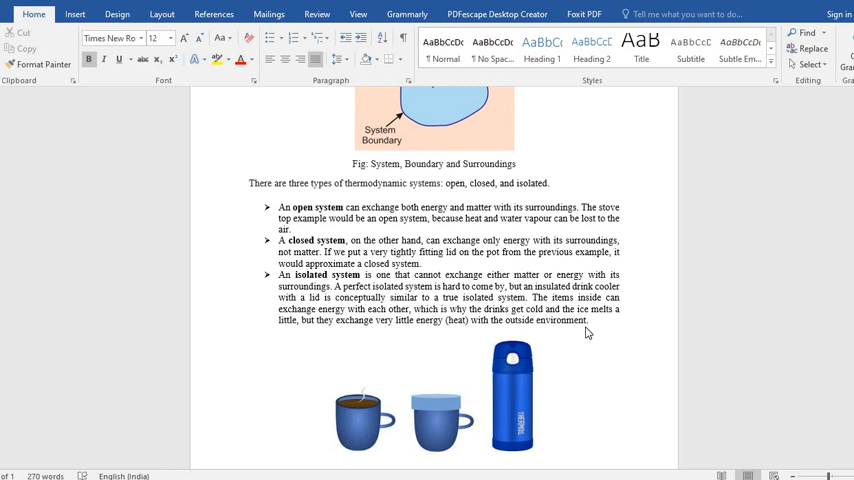 Home Insert Design Layout References Mailings Review View Grammarly PDFescape Desktop Creator Foxit PDF Tell me what you want to do... Sign in
Cut
Copy
Format Painter
Times New Ro 12 A A Aa
B I U abc X₂ X² A A
Clipboard Font Paragraph Styles Editing
AaBbCcDc AaBbCcDc AaBbCc AaBbCcD AaB AaBbCcD AaBbCcDc
¶ Normal ¶ No Spac... Heading 1 Heading 2 Title Subtitle Subtle Em...
Find
Replace
Select
Gra
System
Boundary
Fig: System, Boundary and Surroundings
There are three types of thermodynamic systems: open, closed, and isolated.
An open system can exchange both energy and matter with its surroundings. The stove
top example would be an open system, because heat and water vapour can be lost to the
air.
A closed system, on the other hand, can exchange only energy with its surroundings,
not matter. If we put a very tightly fitting lid on the pot from the previous example, it
would approximate a closed system.
An isolated system is one that cannot exchange either matter or energy with its
surroundings. A perfect isolated system is hard to come by, but an insulated drink cooler
with a lid is conceptually similar to a true isolated system. The items inside can
exchange energy with each other, which is why the drinks get cold and the ice melts a
little, but they exchange very little energy (heat) with the outside environment.
THERMOS
of 1 270 words English (India)